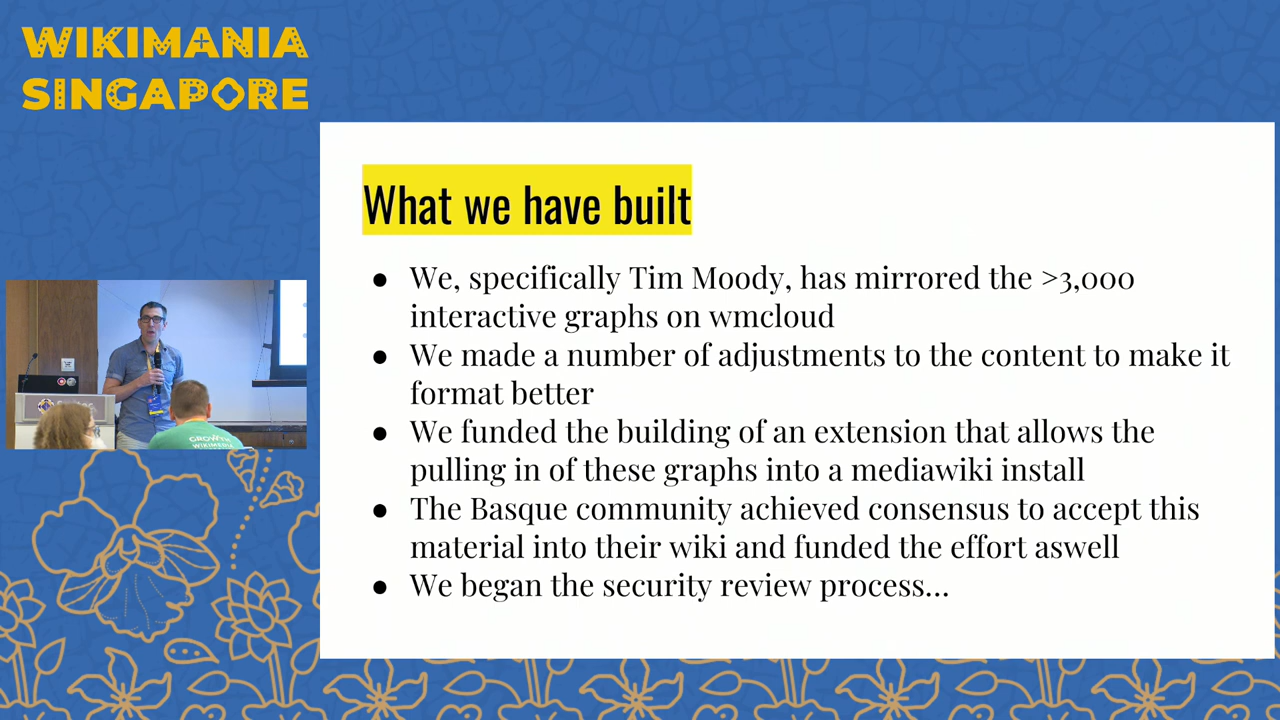 WIKIMANIA
SINGAPORE
What we have built
● We, specifically Tim Moody, has mirrored the >3,000
interactive graphs on wmcloud
● We made a number of adjustments to the content to make it
format better
● We funded the building of an extension that allows the
pulling in of these graphs into a mediawiki install
● The Basque community achieved consensus to accept this
material into their wiki and funded the effort aswell
● We began the security review process...
GROWTH
WIKIMEDIA